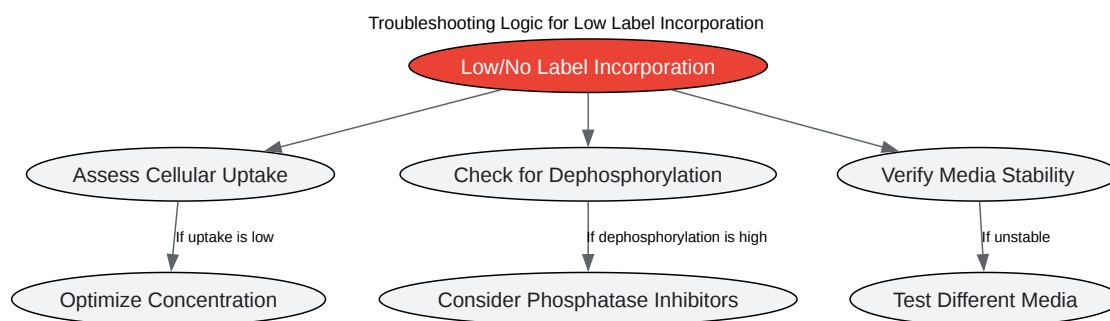 Troubleshooting Logic for Low Label Incorporation
Low/No Label Incorporation
Assess Cellular Uptake
Check for Dephosphorylation
Verify Media Stability
If uptake is low
If dephosphorylation is high
If unstable
Optimize Concentration
Consider Phosphatase Inhibitors
Test Different Media